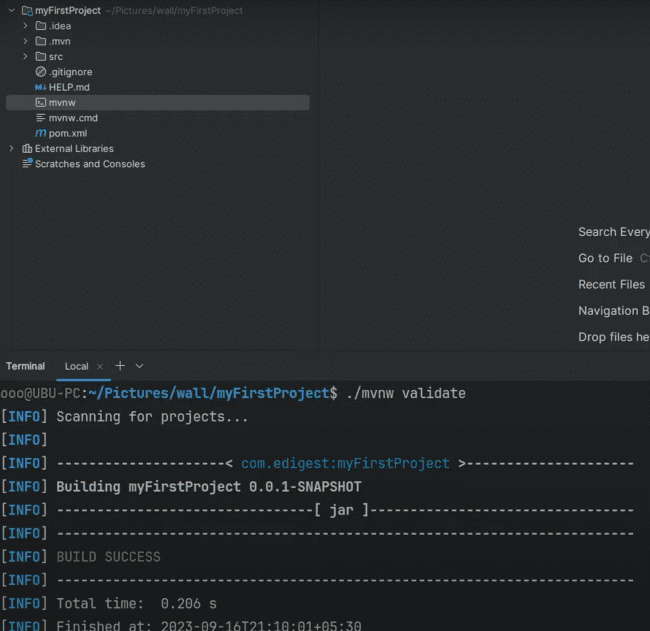 myFirstProject ~/Pictures/wall/myFirstProject
.idea
.mvn
src
.gitignore
M↓ HELP.md
mvnw
mvnw.cmd
m pom.xml
External Libraries
Scratches and Consoles
Search Every
Go to File C
Recent Files
Navigation B
Drop files he
Terminal Local × +
ooo@UBU-PC:~/Pictures/wall/myFirstProject$ ./mvnw validate
[INFO] Scanning for projects...
[INFO]
[INFO] ---------------------< com.edigest:myFirstProject >---------------------
[INFO] Building myFirstProject 0.0.1-SNAPSHOT
[INFO] --------------------------------[ jar ]---------------------------------
[INFO] ------------------------------------------------------------------------
[INFO] BUILD SUCCESS
[INFO] ------------------------------------------------------------------------
[INFO] Total time:  0.206 s
[INFO] Finished at: 2023-09-16T21:10:01+05:30